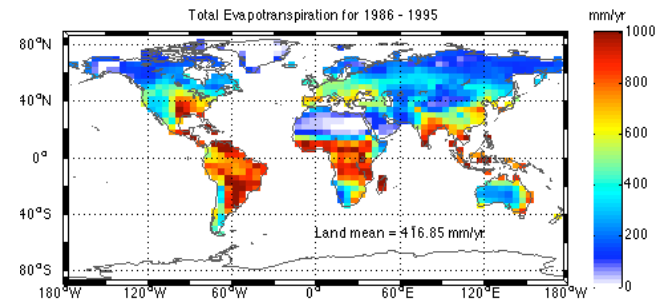 Total Evapotranspiration for 1986 - 1995
mm/yr
80°N
40°N
0°
40°S
80°S
Land mean = 416.85 mm/yr
180°W
120°W
60°W
0°
60°E
120°E
180°W
1000
800
600
400
200
0